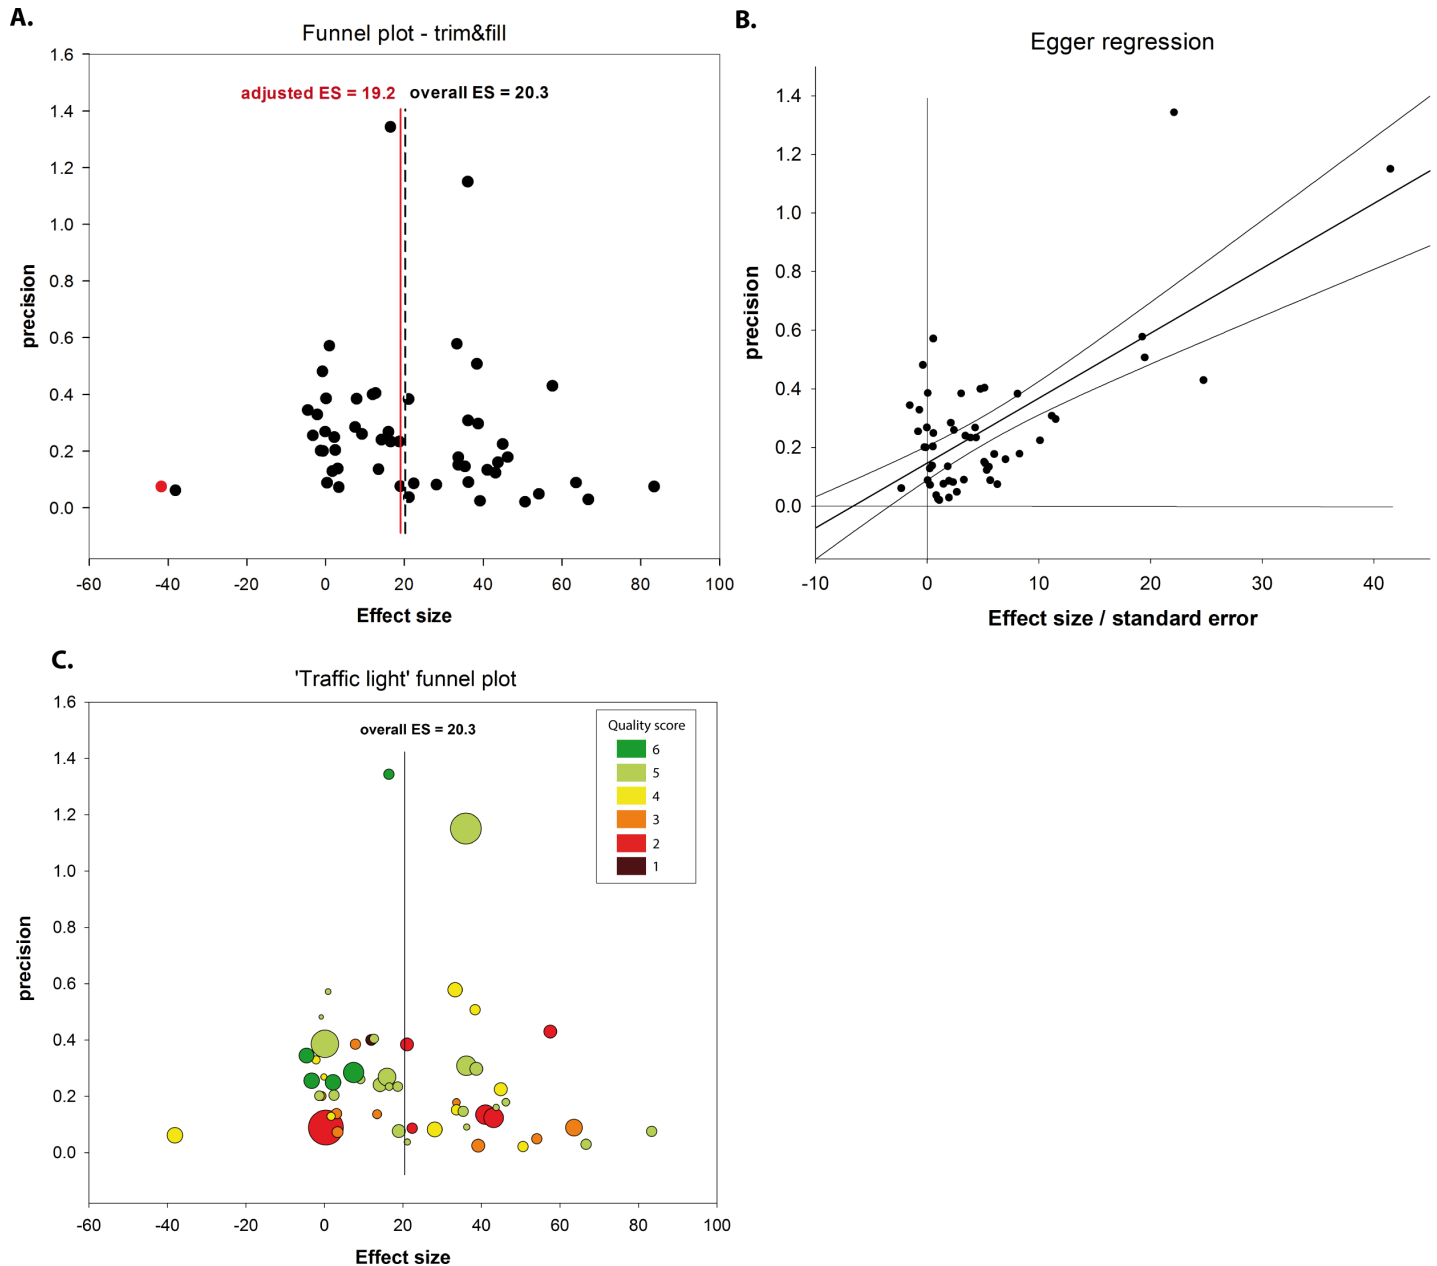 A.
Funnel plot - trim&fill
adjusted ES = 19.2 overall ES = 20.3
1.6
1.4
1.2
1.0
0.8
0.6
0.4
0.2
0.0
precision
-60 -40 -20 0 20 40 60 80 100
Effect size
B.
Egger regression
1.4
1.2
1.0
0.8
0.6
0.4
0.2
0.0
precision
-10 0 10 20 30 40
Effect size / standard error
C.
'Traffic light' funnel plot
overall ES = 20.3
Quality score
6
5
4
3
2
1
1.6
1.4
1.2
1.0
0.8
0.6
0.4
0.2
0.0
precision
-60 -40 -20 0 20 40 60 80 100
Effect size